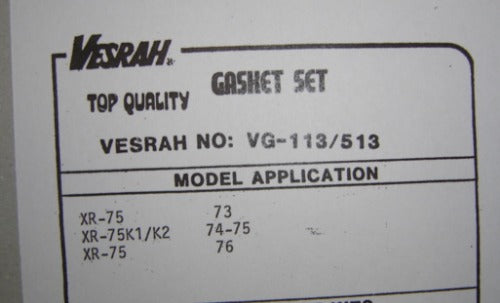 VESRAH®
GASKET SET
TOP QUALITY
VESRAH NO: VG-113/513
MODEL APPLICATION
XR-75 73
XR-75K1/K2 74-75
XR-75 76